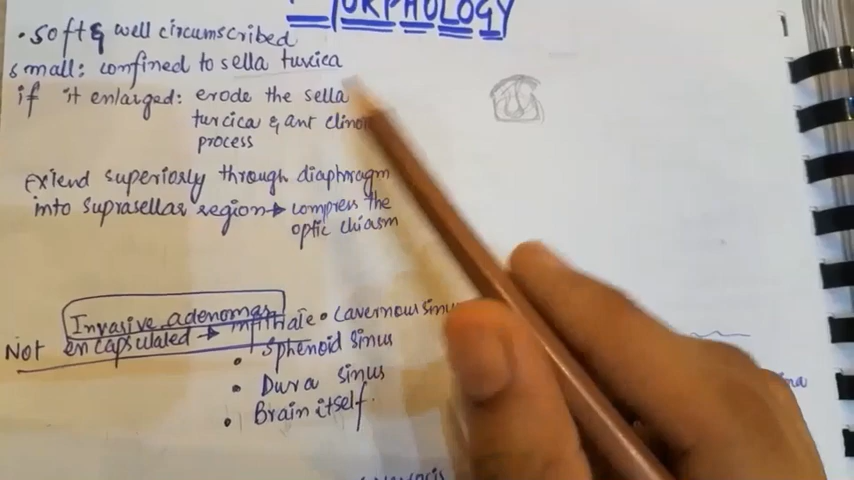 MORPHOLOGY
• Soft & well circumscribed
small: confined to sella turcica
if it enlarged: erode the sella
turcica & ant clinoid
process
Extend superiorly through diaphragm
into suprasellar region → compress the
optic chiasm
Invasive adenomas
Not encapsulated → infiltrate • Cavernous sinus
• Sphenoid sinus
• Dura sinus
• Brain itself.